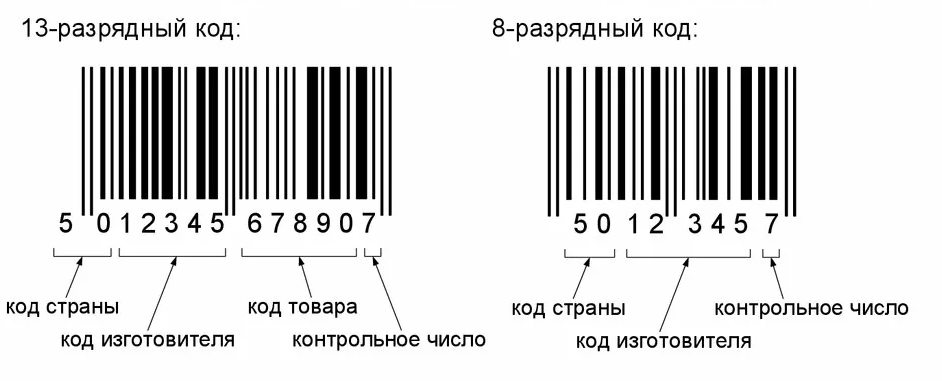 13-разрядный код:
8-разрядный код:
5 012345 678907
5012 3457
код страны
код товара
код изготовителя
контрольное число
код страны
контрольное число
код изготовителя